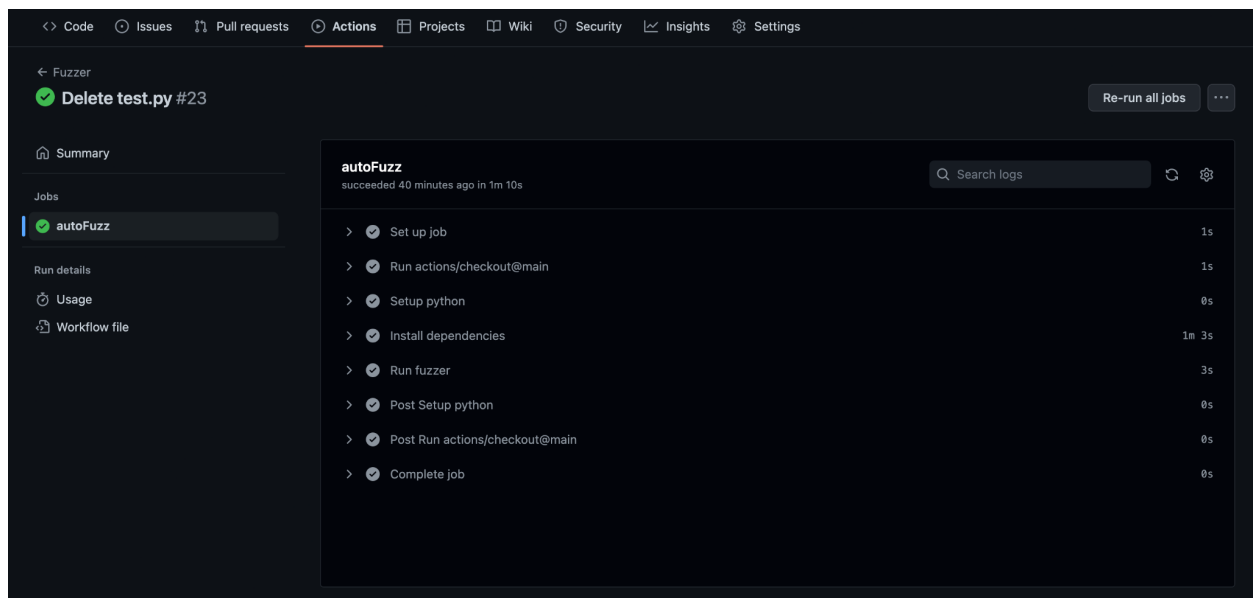 Code Issues Pull requests Actions Projects Wiki Security Insights Settings
Fuzzer
Delete test.py #23
Re-run all jobs
Summary
Jobs
autoFuzz
Run details
Usage
Workflow file
autoFuzz
succeeded 40 minutes ago in 1m 10s
Search logs
Set up job 1s
Run actions/checkout@main 1s
Setup python 0s
Install dependencies 1m 3s
Run fuzzer 3s
Post Setup python 0s
Post Run actions/checkout@main 0s
Complete job 0s